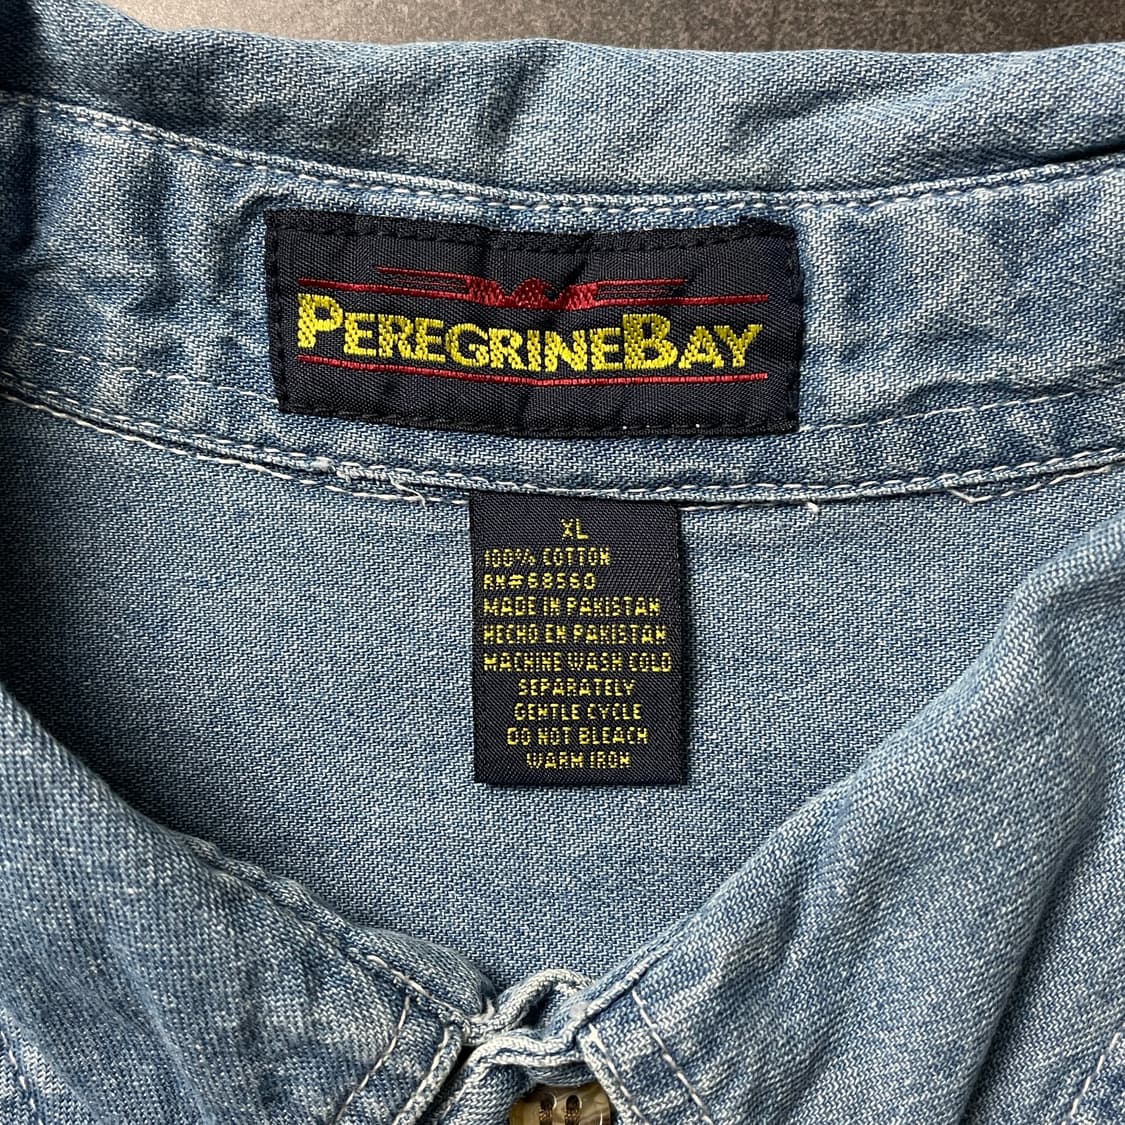 PEREGRINEBAY
XL
100% COTTON
RN#68560
MADE IN PAKISTAN
HECHO EN PAKISTAN
MACHINE WASH COLD
SEPARATELY
GENTLE CYCLE
DO NOT BLEACH
WARM IRON